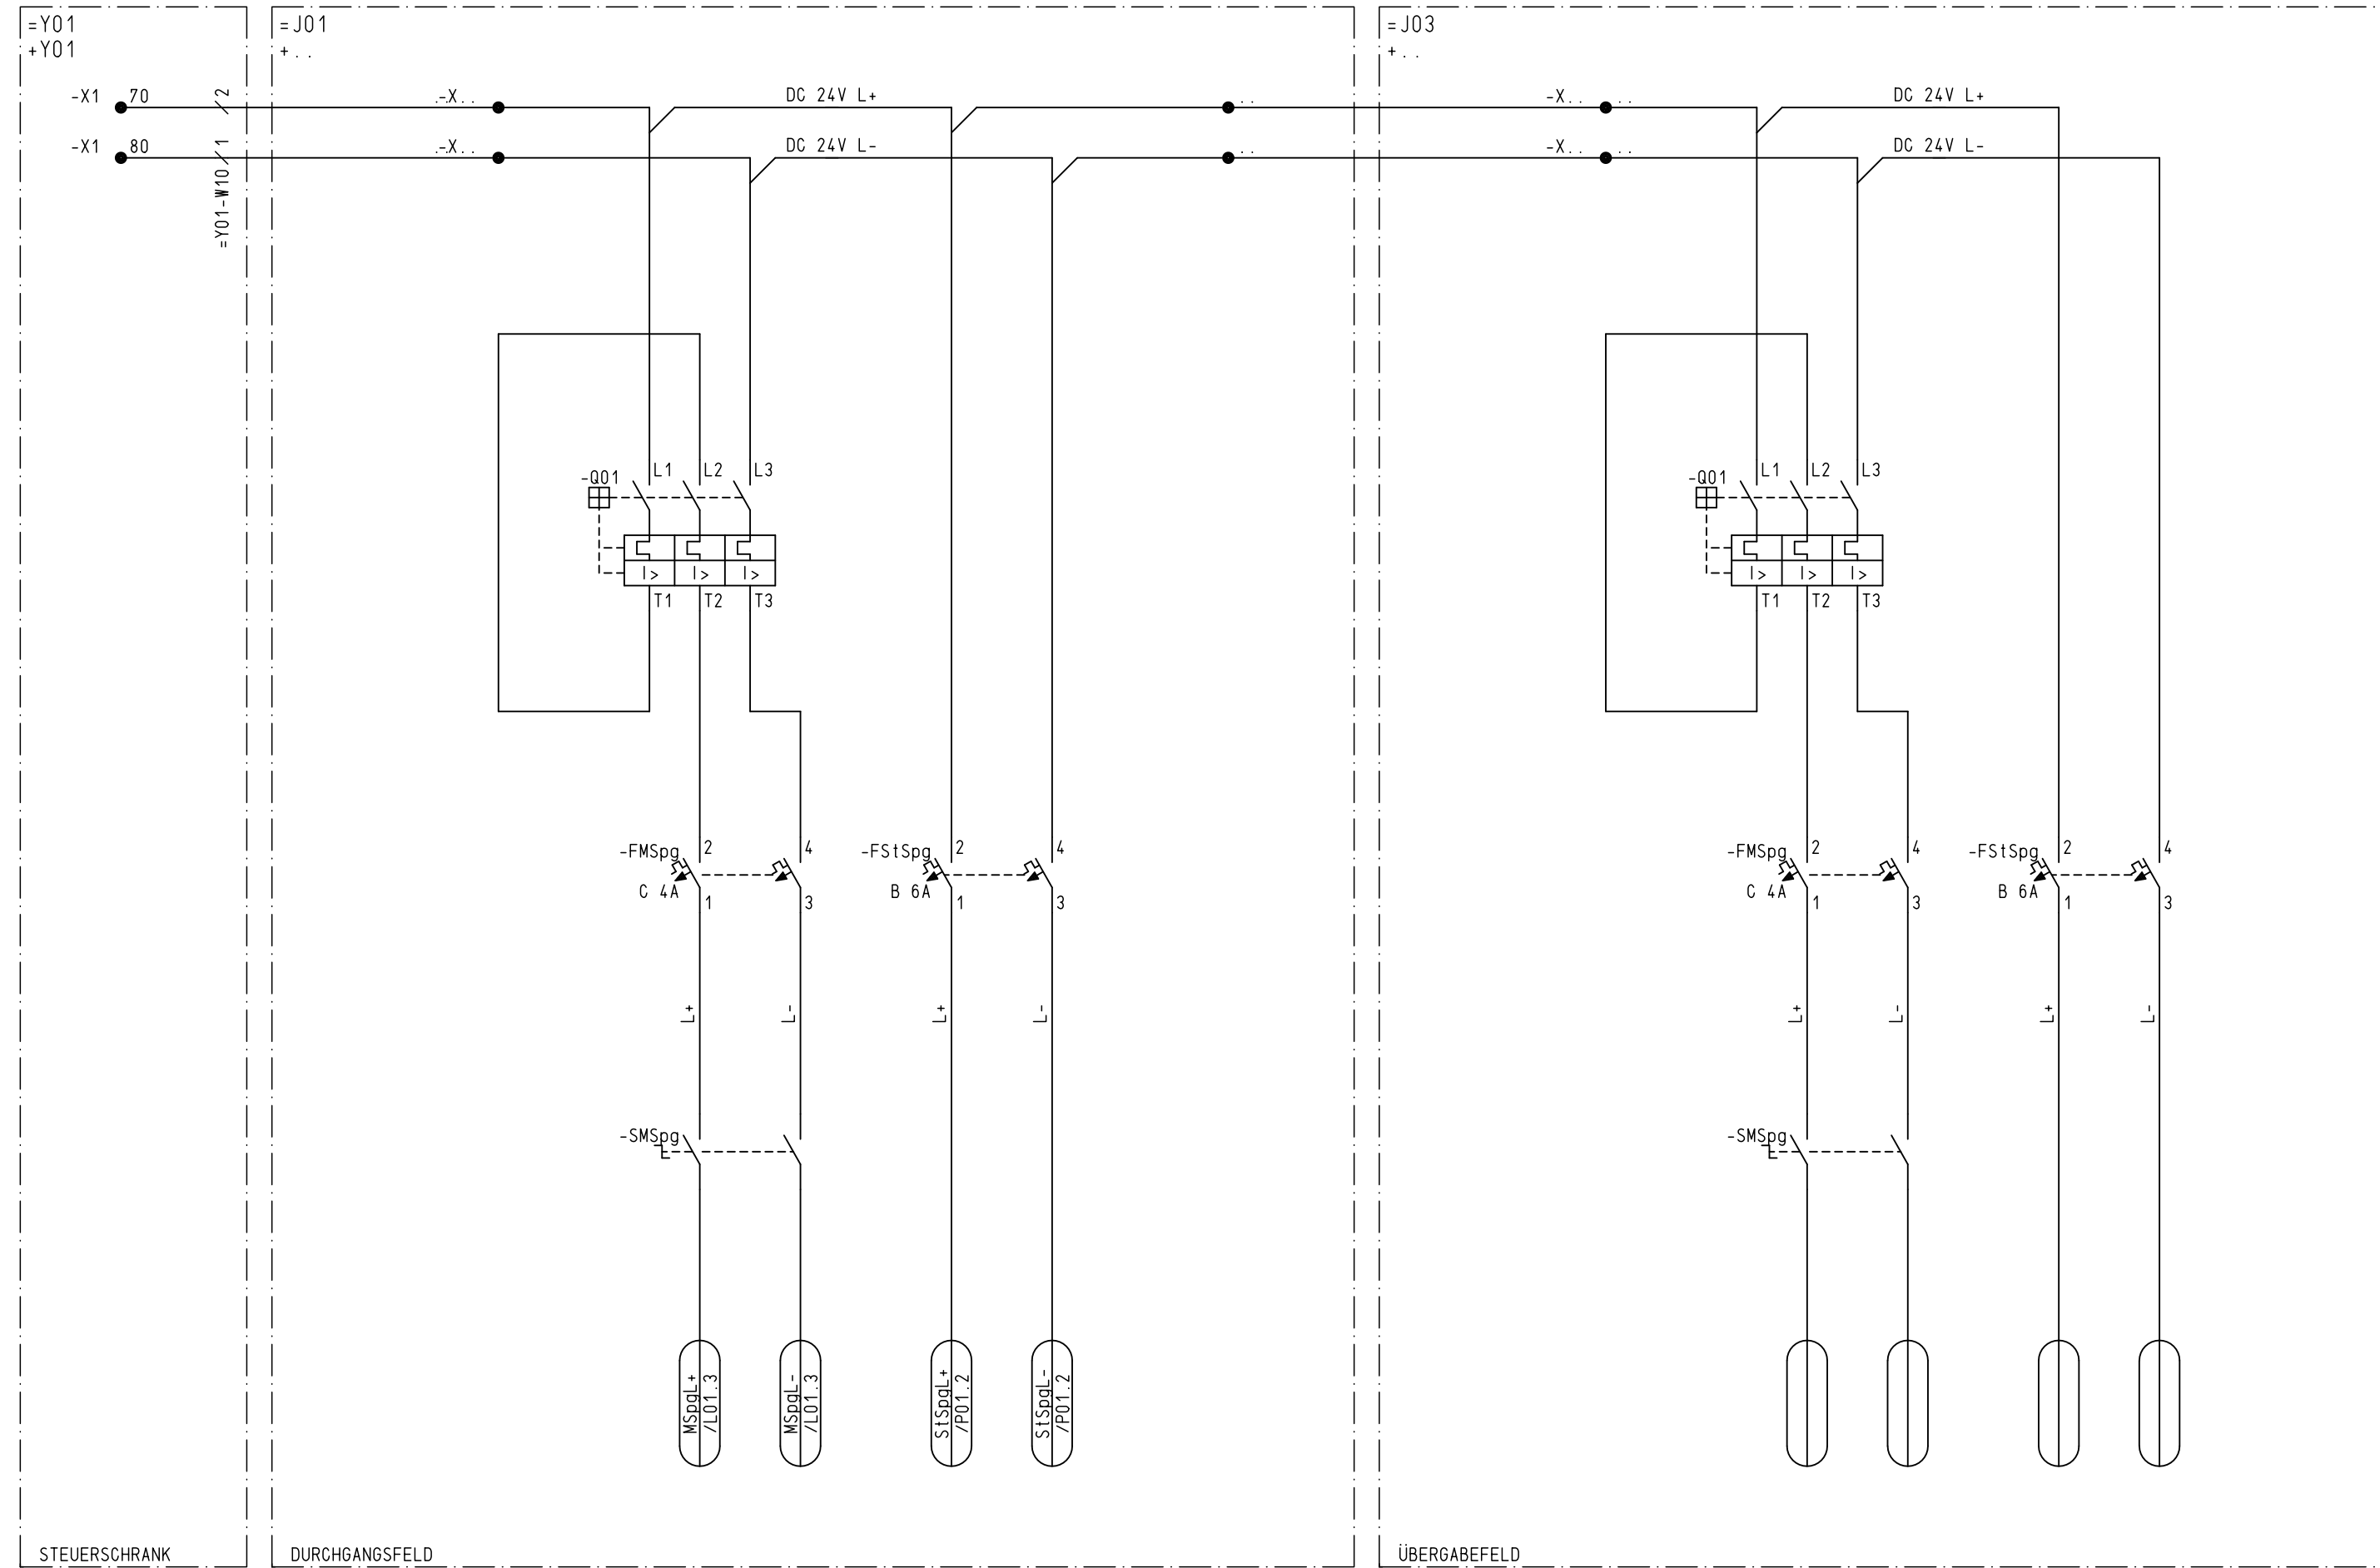 =Y01
+Y01
-X1 70
-X1 80
2
=Y01-W10 1
STEUERSCHRANK
=J01
+..
.-X..
.-X..
DC 24V L+
DC 24V L-
..
..
-Q01
L1 L2 L3
I> I> I>
T1 T2 T3
-FMSpg 2 4
C 4A 1 3
-FStSpg 2 4
B 6A 1 3
L+ L- L+ L-
-SMSpg
MSpgL+
/L01.3
MSpgL-
/L01.3
StSpgL+
/P01.2
StSpgL-
/P01.2
DURCHGANGSFELD
=J03
+..
-X.. ..
-X.. ..
DC 24V L+
DC 24V L-
-Q01
L1 L2 L3
I> I> I>
T1 T2 T3
-FMSpg 2 4
C 4A 1 3
-FStSpg 2 4
B 6A 1 3
L+ L- L+ L-
-SMSpg
ÜBERGABEFELD